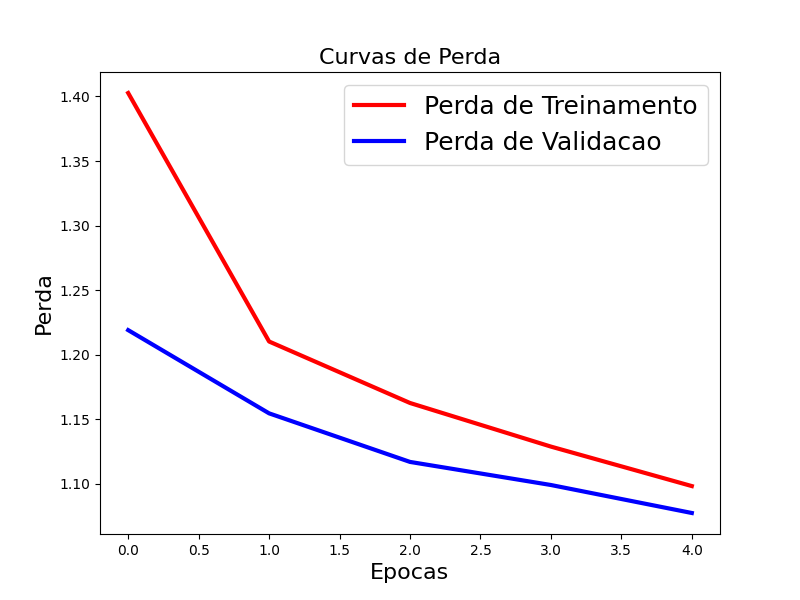 Curvas de Perda
Perda de Treinamento
Perda de Validacao
Perda
1.40
1.35
1.30
1.25
1.20
1.15
1.10
0.0 0.5 1.0 1.5 2.0 2.5 3.0 3.5 4.0
Epocas